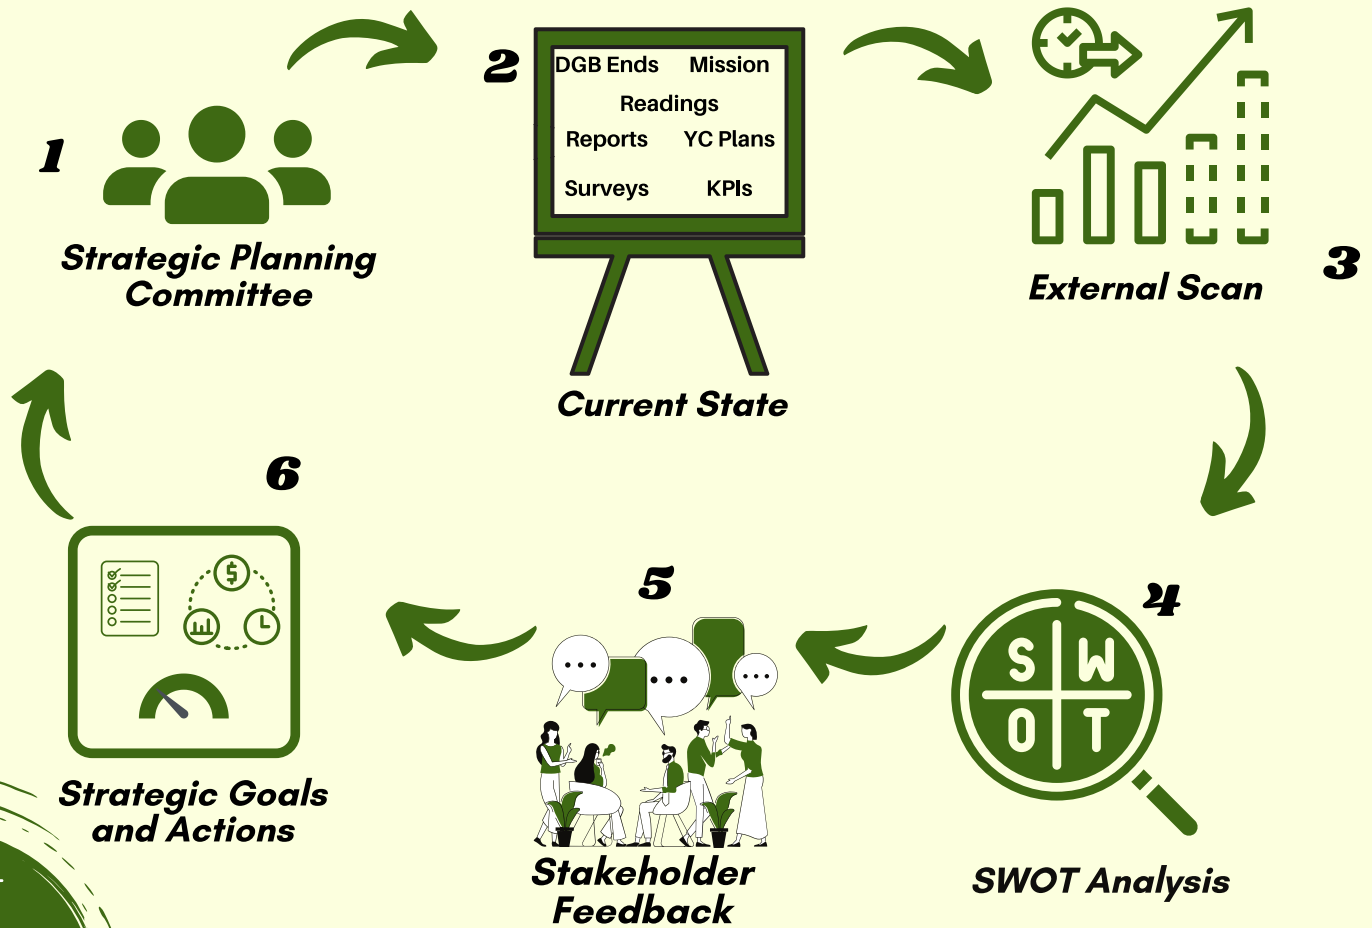 1
Strategic Planning
Committee
2
DGB Ends Mission
Readings
Reports YC Plans
Surveys KPIs
Current State
3
External Scan
4
S W
O T
SWOT Analysis
5
Stakeholder
Feedback
6
$
Strategic Goals
and Actions